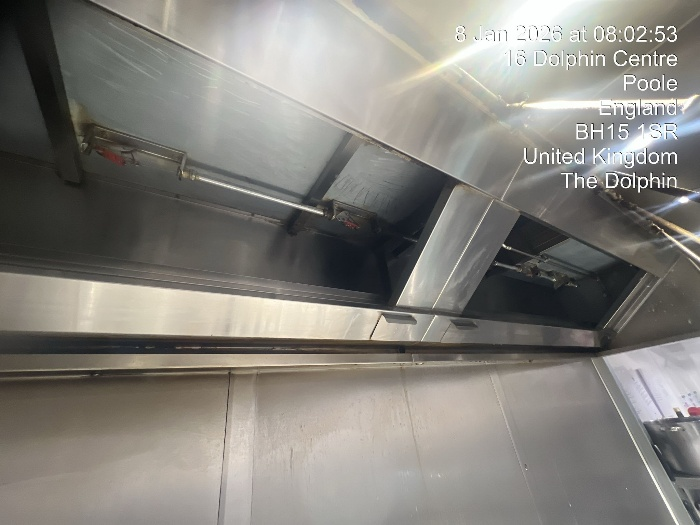 8 Jan 2026 at 08:02:53
16 Dolphin Centre
Poole
England
BH15 1SR
United Kingdom
The Dolphin